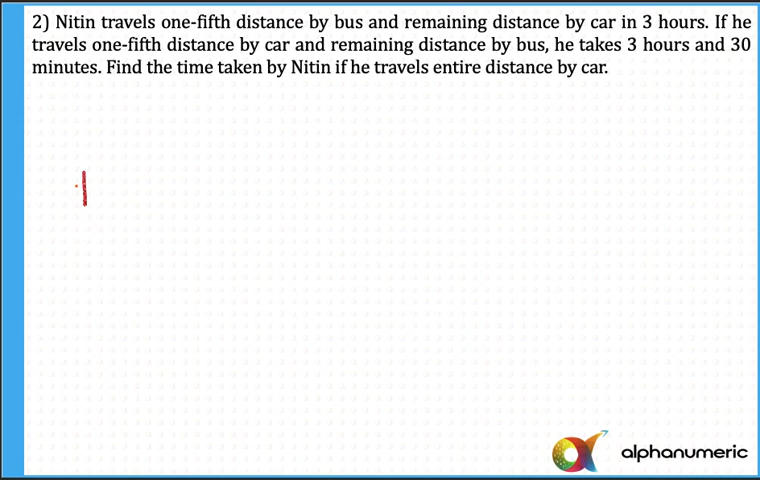 2) Nitin travels one-fifth distance by bus and remaining distance by car in 3 hours. If he
travels one-fifth distance by car and remaining distance by bus, he takes 3 hours and 30
minutes. Find the time taken by Nitin if he travels entire distance by car.
alphanumeric